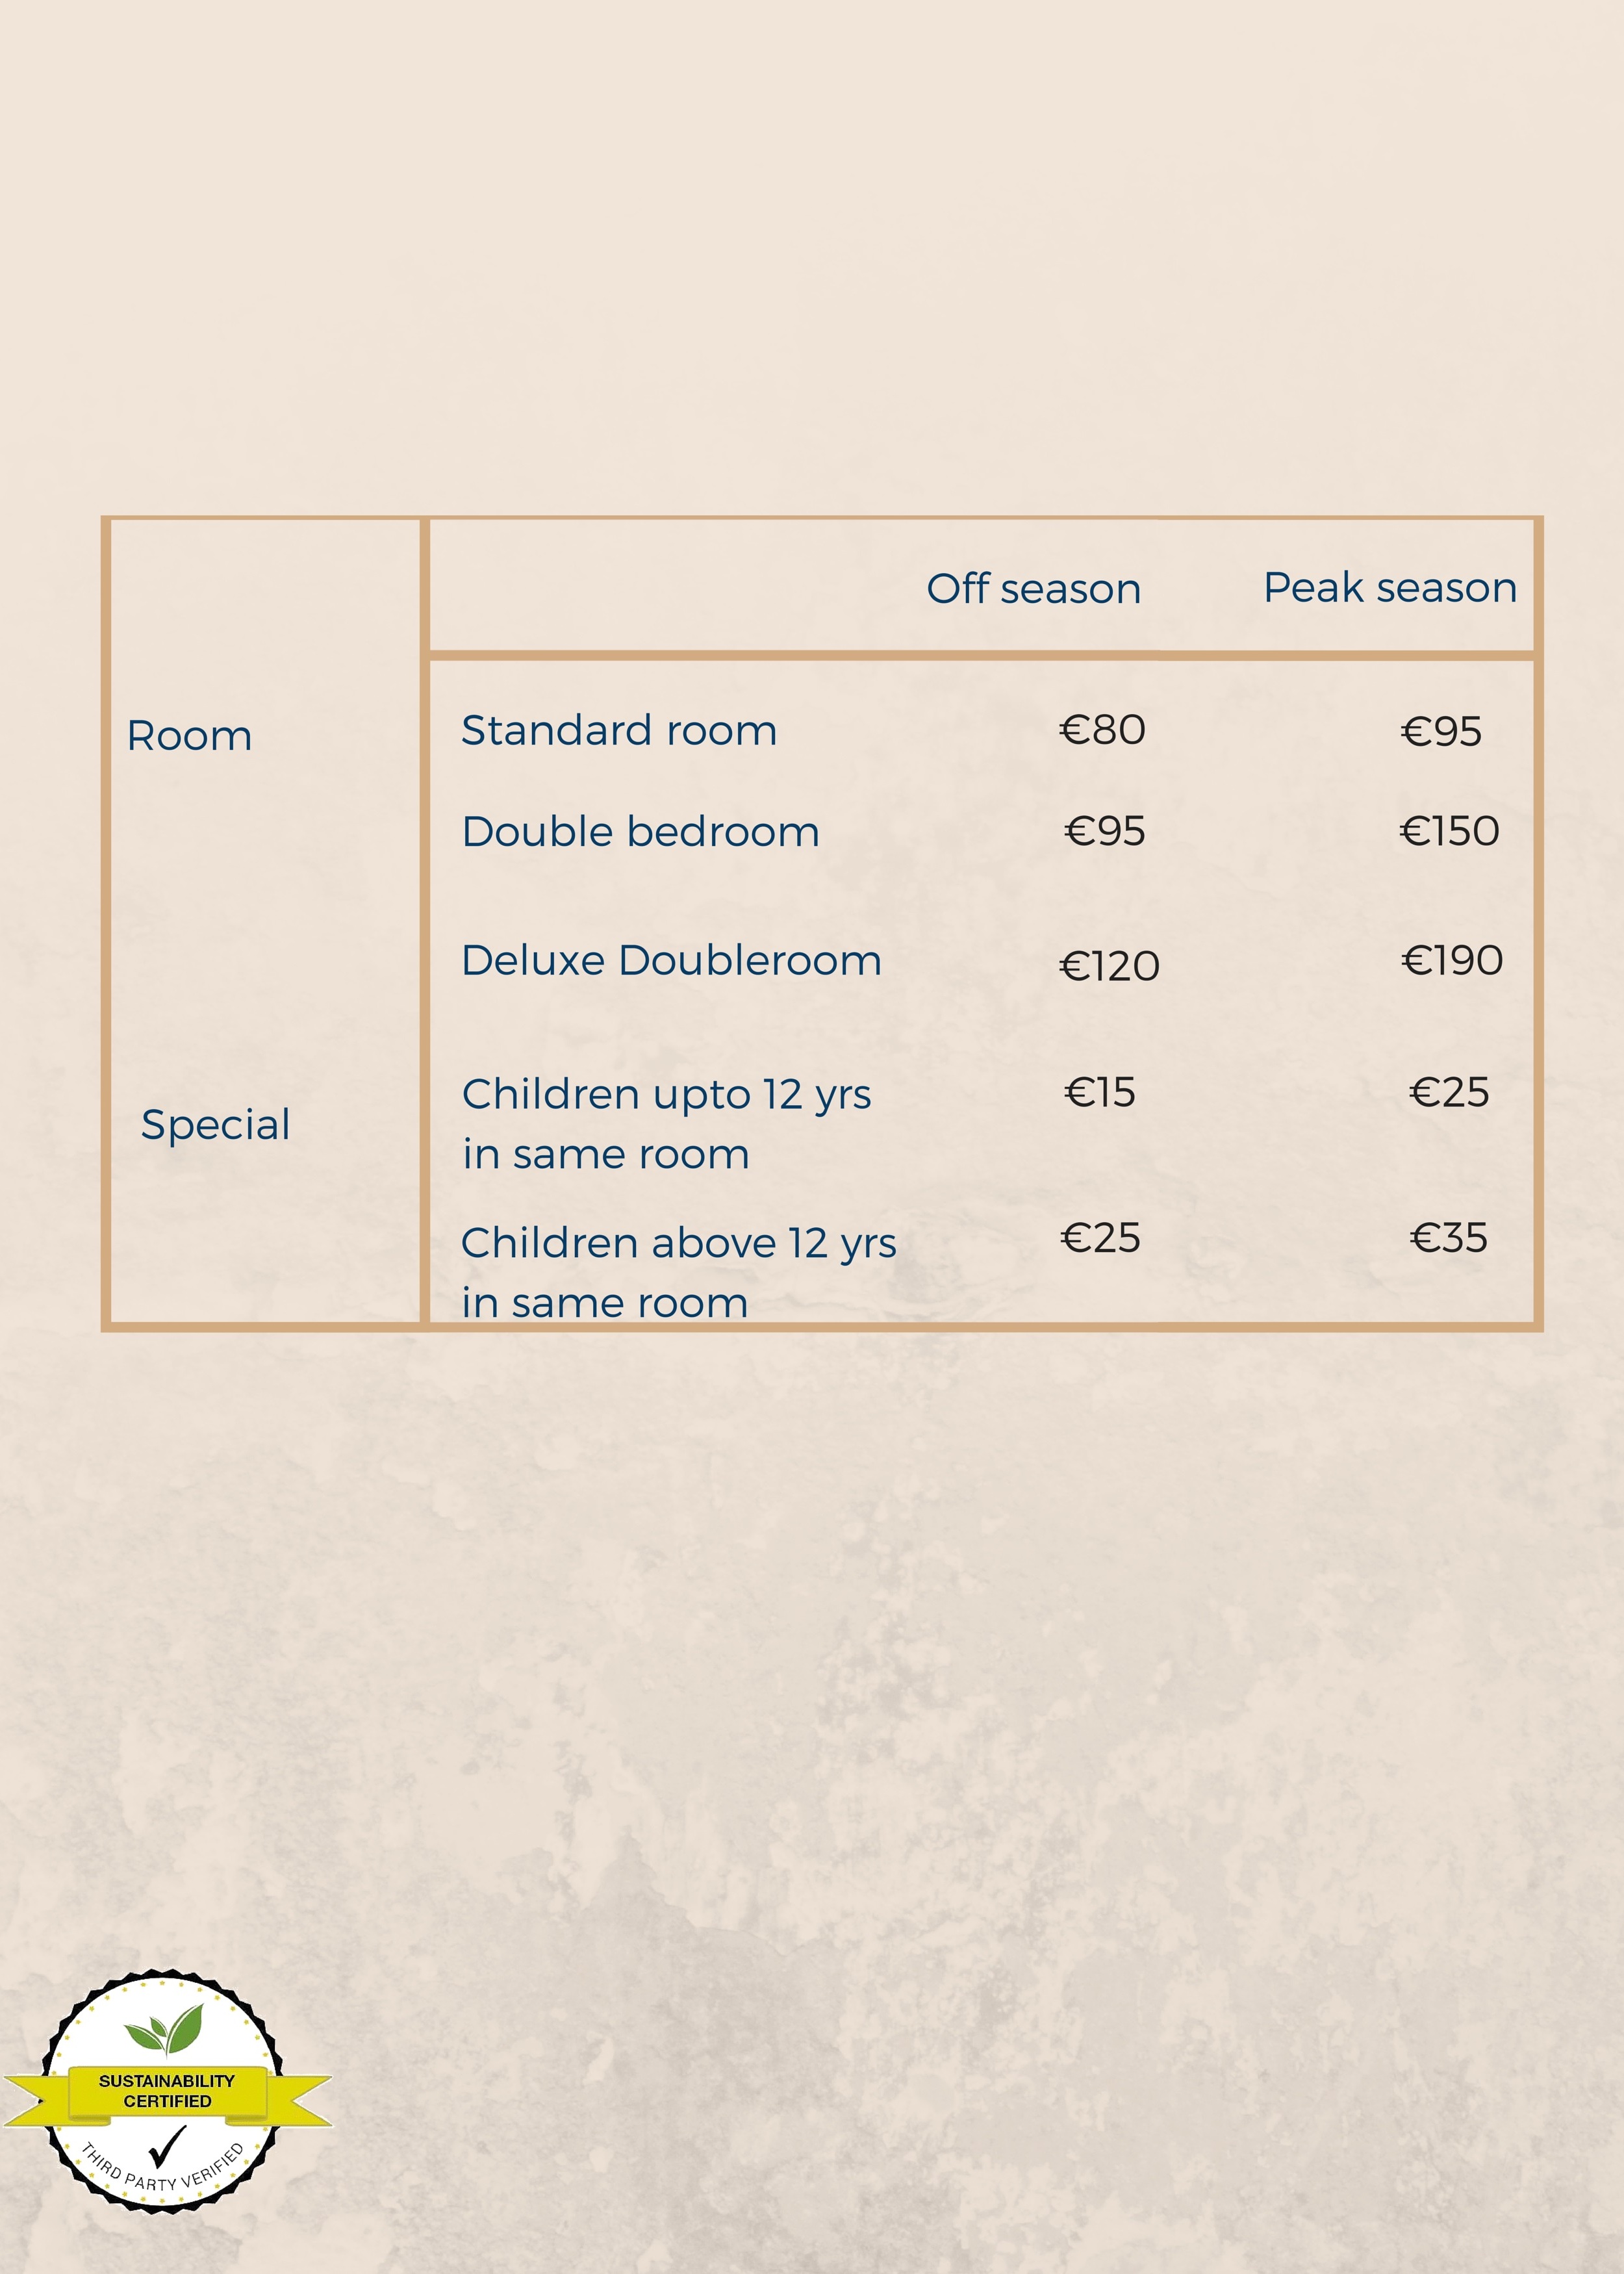 Off season Peak season
Room Standard room €80 €95
Double bedroom €95 €150
Deluxe Doubleroom €120 €190
Special Children upto 12 yrs €15 €25
in same room
Children above 12 yrs €25 €35
in same room
SUSTAINABILITY
CERTIFIED
THIRD PARTY VERIFIED